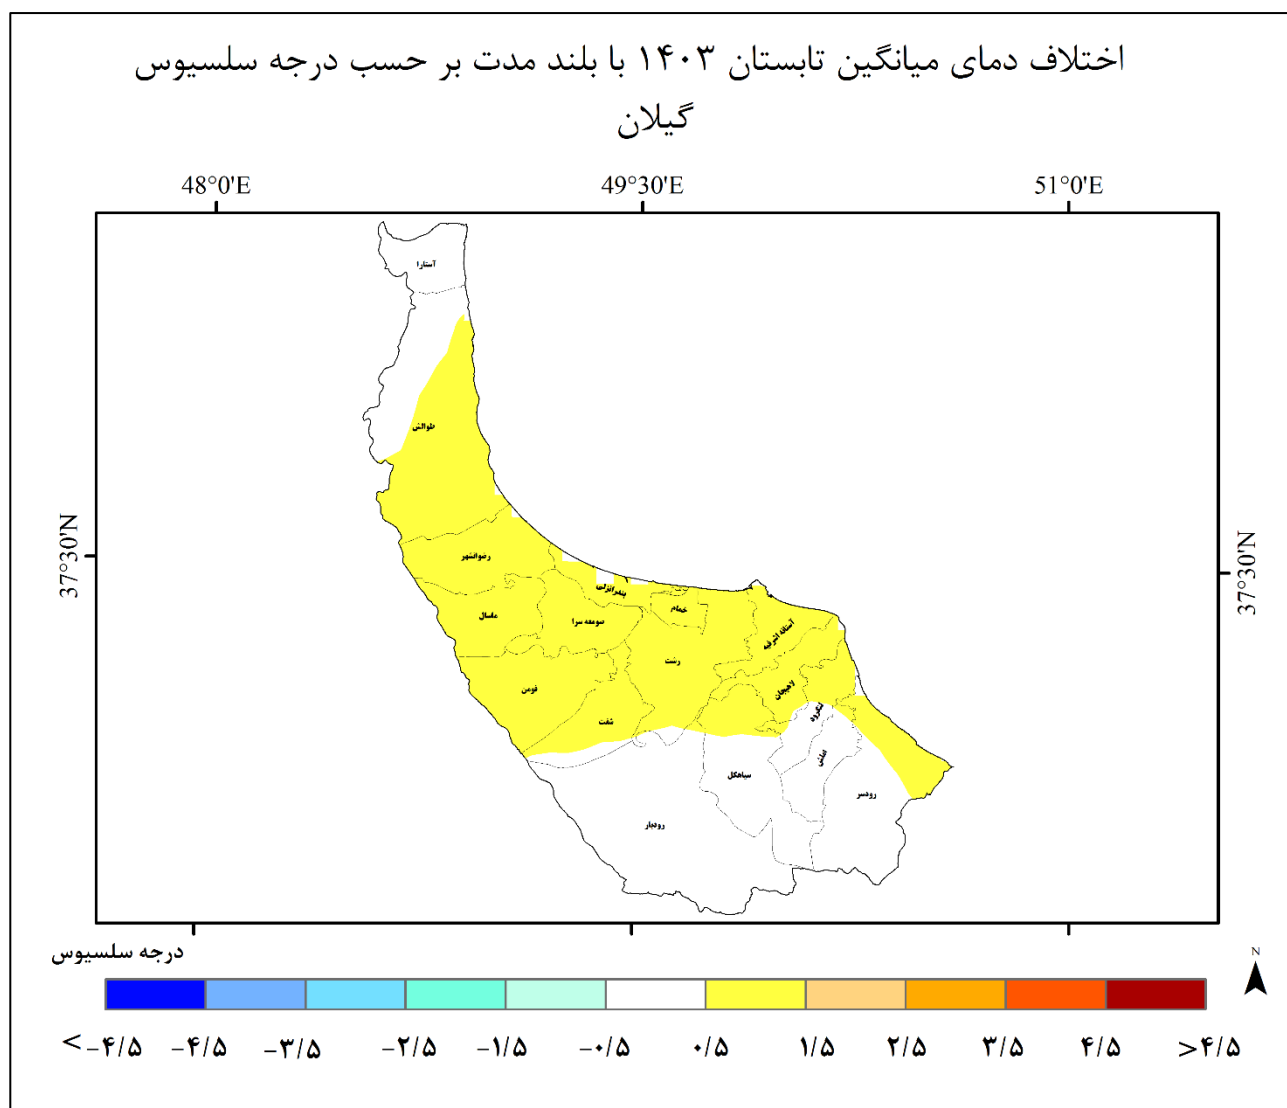 اختلاف دمای میانگین تابستان ۱۴۰۳ با بلند مدت بر حسب درجه سلسیوس
گیلان
48°0'E 49°30'E 51°0'E
آستارا
طوالش
37°30'N
37°30'N
رضوانشهر
بندرانزلی
خمام
ماسال
صومعه سرا
آستانه اشرفیه
رشت
فومن
لاهیجان
شفت
لنگرود
املش
سیاهکل
رودسر
رودبار
درجه سلسیوس
N
< -۴/۵ -۴/۵ -۳/۵ -۲/۵ -۱/۵ -۰/۵ ۰/۵ ۱/۵ ۲/۵ ۳/۵ ۴/۵ >۴/۵